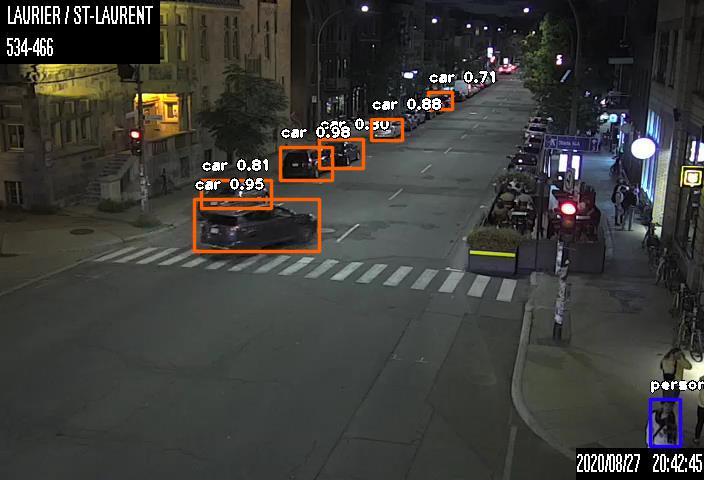 LAURIER / ST-LAURENT
534-466
car 0.71
car 0.88
car 0.98
car 0.81
car 0.95
person
2020/08/27 20:42:45